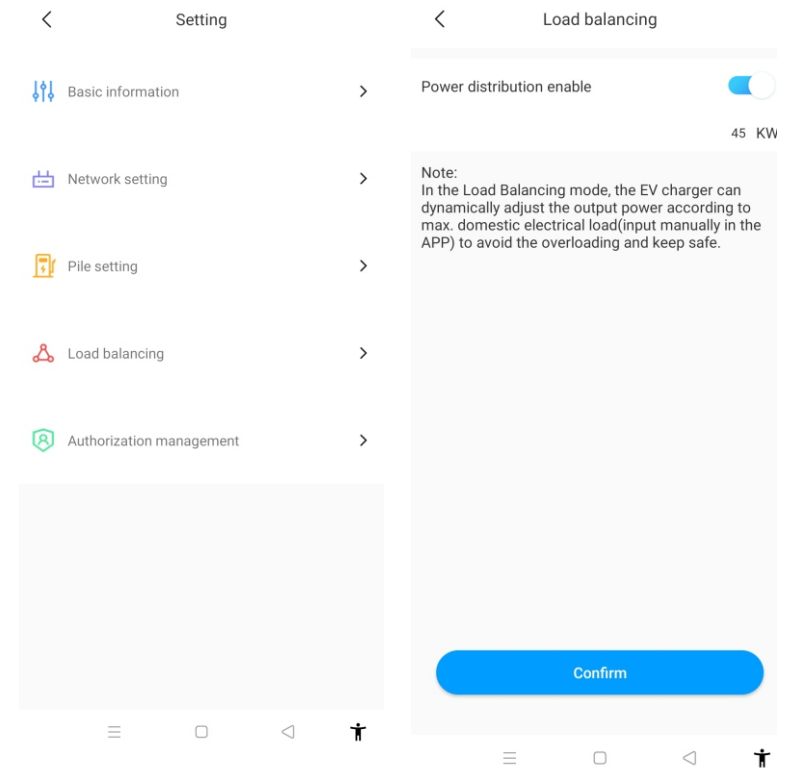 Setting
Basic information
Network setting
Pile setting
Load balancing
Authorization management
Load balancing
Power distribution enable
45 KW
Note:
In the Load Balancing mode, the EV charger can
dynamically adjust the output power according to
max. domestic electrical load(input manually in the
APP) to avoid the overloading and keep safe.
Confirm